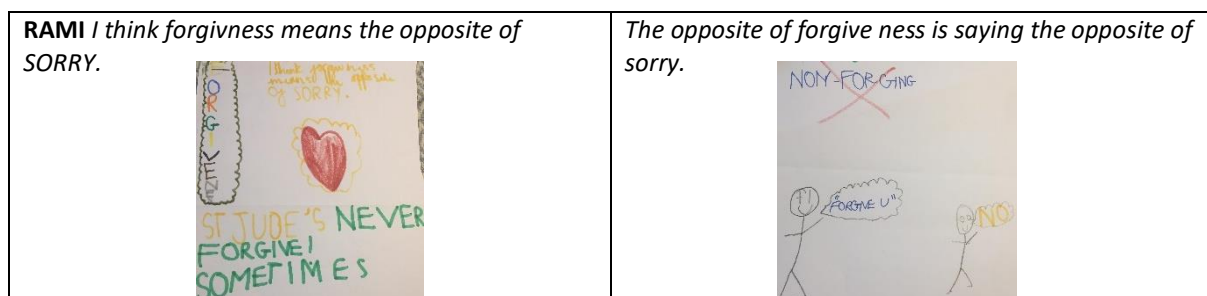 RAMI I think forgivness means the opposite of
SORRY.
FORGIVENE
I think forgivness
means the opposite
of SORRY.
ST JUDE'S NEVER
FORGIVE!
SOMETIMES
The opposite of forgive ness is saying the opposite of
sorry.
NON-FORGING
"FORGIVE U"
NO